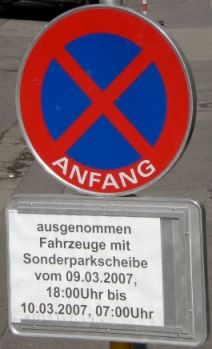 ANFANG
ausgenommen
Fahrzeuge mit
Sonderparkscheibe
vom 09.03.2007,
18:00Uhr bis
10.03.2007, 07:00Uhr